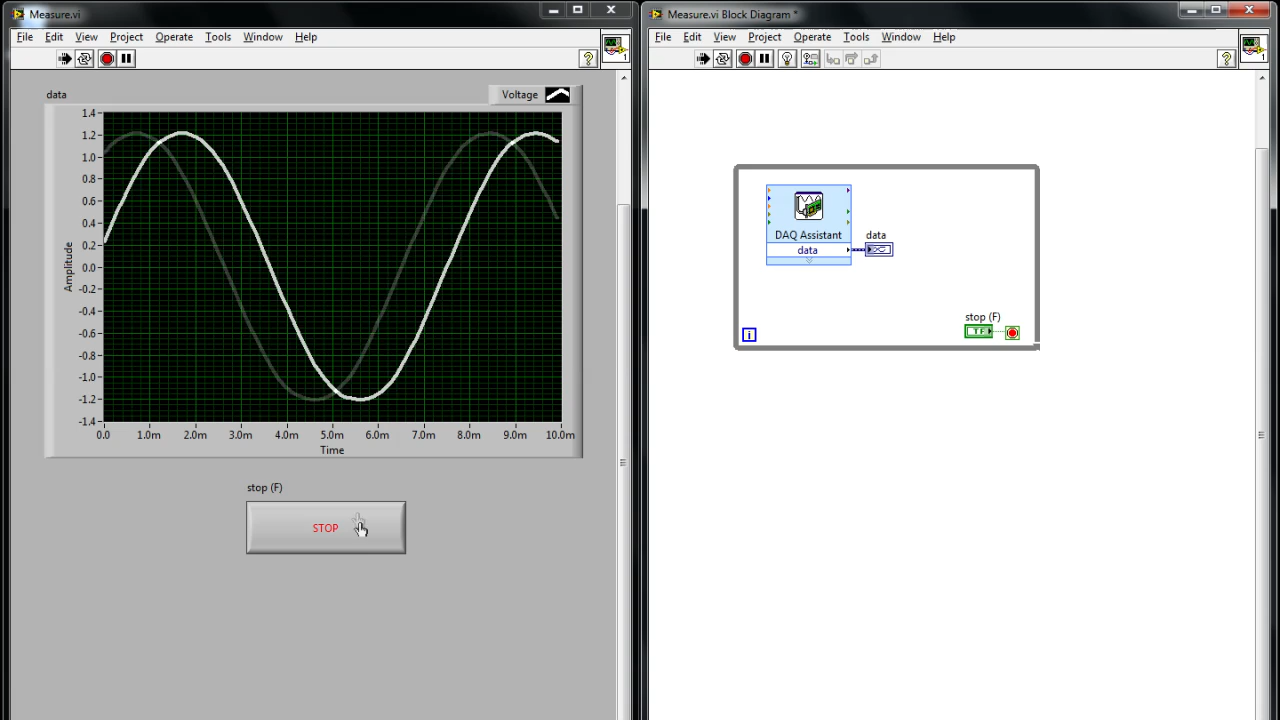 Measure.vi
File Edit View Project Operate Tools Window Help
?
1
data
Voltage
1.4
1.2
1.0
0.8
0.6
0.4
0.2
0.0
-0.2
-0.4
-0.6
-0.8
-1.0
-1.2
-1.4
Amplitude
0.0 1.0m 2.0m 3.0m 4.0m 5.0m 6.0m 7.0m 8.0m 9.0m 10.0m
Time
stop (F)
STOP
Measure.vi Block Diagram *
File Edit View Project Operate Tools Window Help
?
1
DAQ Assistant
data
data
stop (F)
TF
i